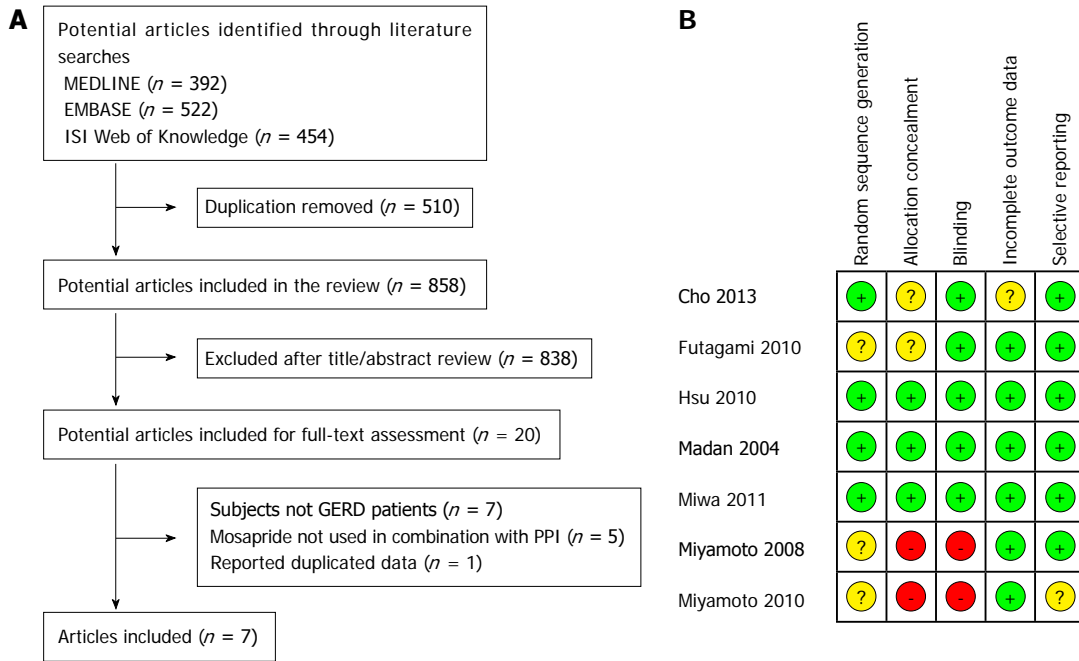 A
Potential articles identified through literature
searches
MEDLINE (n = 392)
EMBASE (n = 522)
ISI Web of Knowledge (n = 454)
Duplication removed (n = 510)
Potential articles included in the review (n = 858)
Excluded after title/abstract review (n = 838)
Potential articles included for full-text assessment (n = 20)
Subjects not GERD patients (n = 7)
Mosapride not used in combination with PPI (n = 5)
Reported duplicated data (n = 1)
Articles included (n = 7)
B
Random sequence generation
Allocation concealment
Blinding
Incomplete outcome data
Selective reporting
Cho 2013 + ? + ? +
Futagami 2010 ? ? + + +
Hsu 2010 + + + + +
Madan 2004 + + + + +
Miwa 2011 + + + + +
Miyamoto 2008 ? - - + +
Miyamoto 2010 ? - - + ?